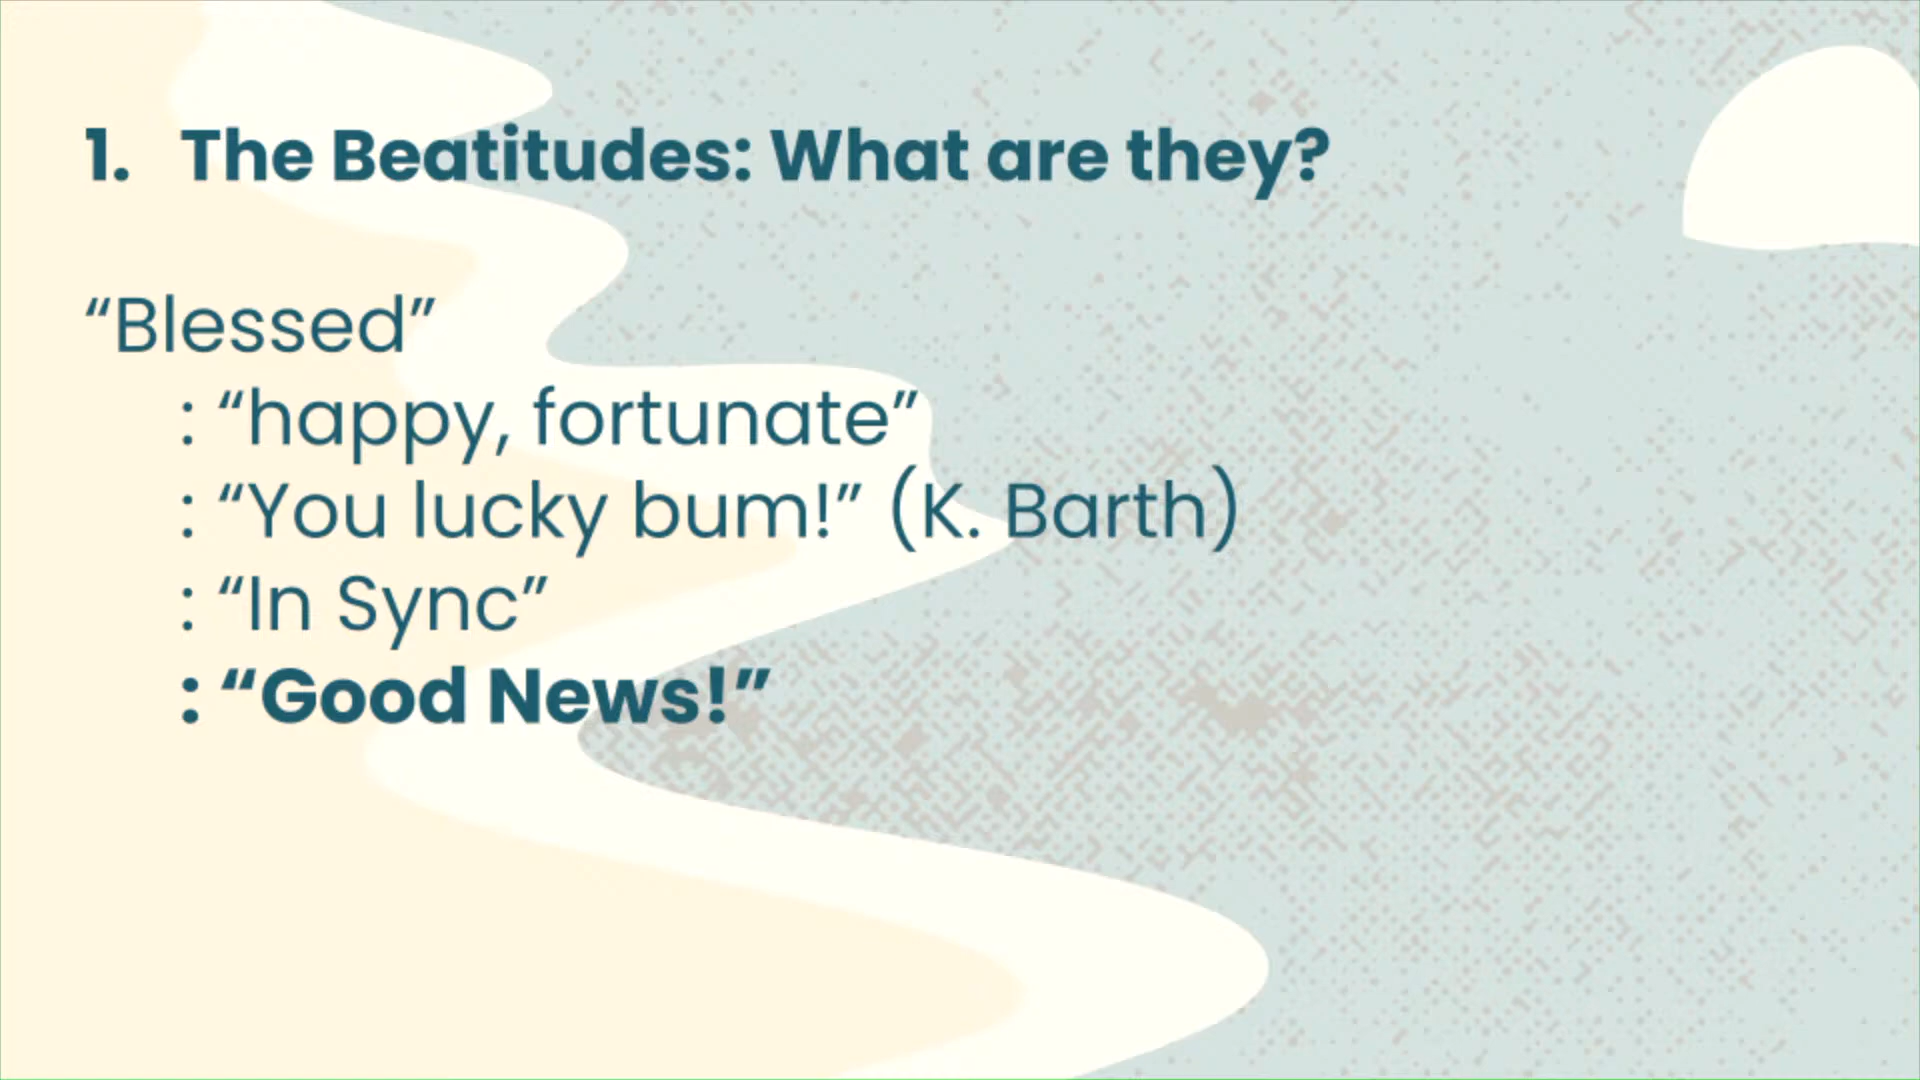 1. The Beatitudes: What are they?
“Blessed”
: “happy, fortunate”
: “You lucky bum!” (K. Barth)
: “In Sync”
: “Good News!”